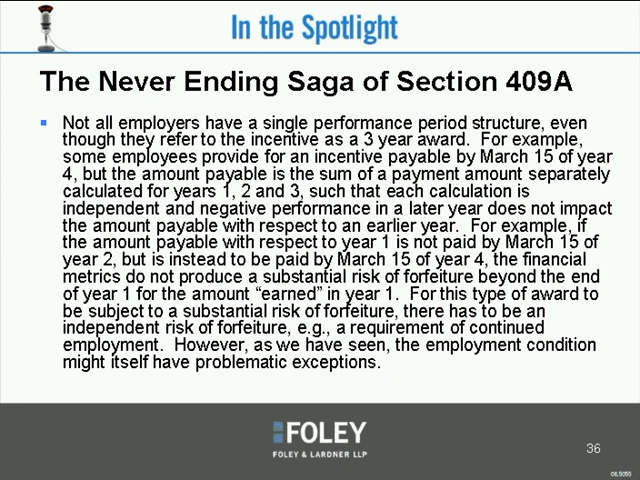 In the Spotlight
The Never Ending Saga of Section 409A
Not all employers have a single performance period structure, even
though they refer to the incentive as a 3 year award. For example,
some employees provide for an incentive payable by March 15 of year
4, but the amount payable is the sum of a payment amount separately
calculated for years 1, 2 and 3, such that each calculation is
independent and negative performance in a later year does not impact
the amount payable with respect to an earlier year. For example, if
the amount payable with respect to year 1 is not paid by March 15 of
year 2, but is instead to be paid by March 15 of year 4, the financial
metrics do not produce a substantial risk of forfeiture beyond the end
of year 1 for the amount “earned” in year 1. For this type of award to
be subject to a substantial risk of forfeiture, there has to be an
independent risk of forfeiture, e.g., a requirement of continued
employment. However, as we have seen, the employment condition
might itself have problematic exceptions.
FOLEY
FOLEY & LARDNER LLP
36